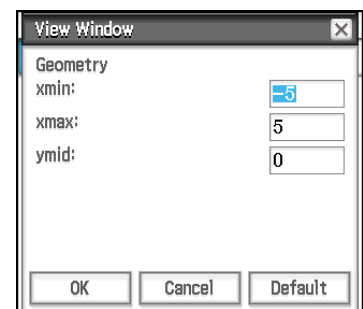 View Window
Geometry
xmin: -5
xmax: 5
ymid: 0
OK Cancel Default